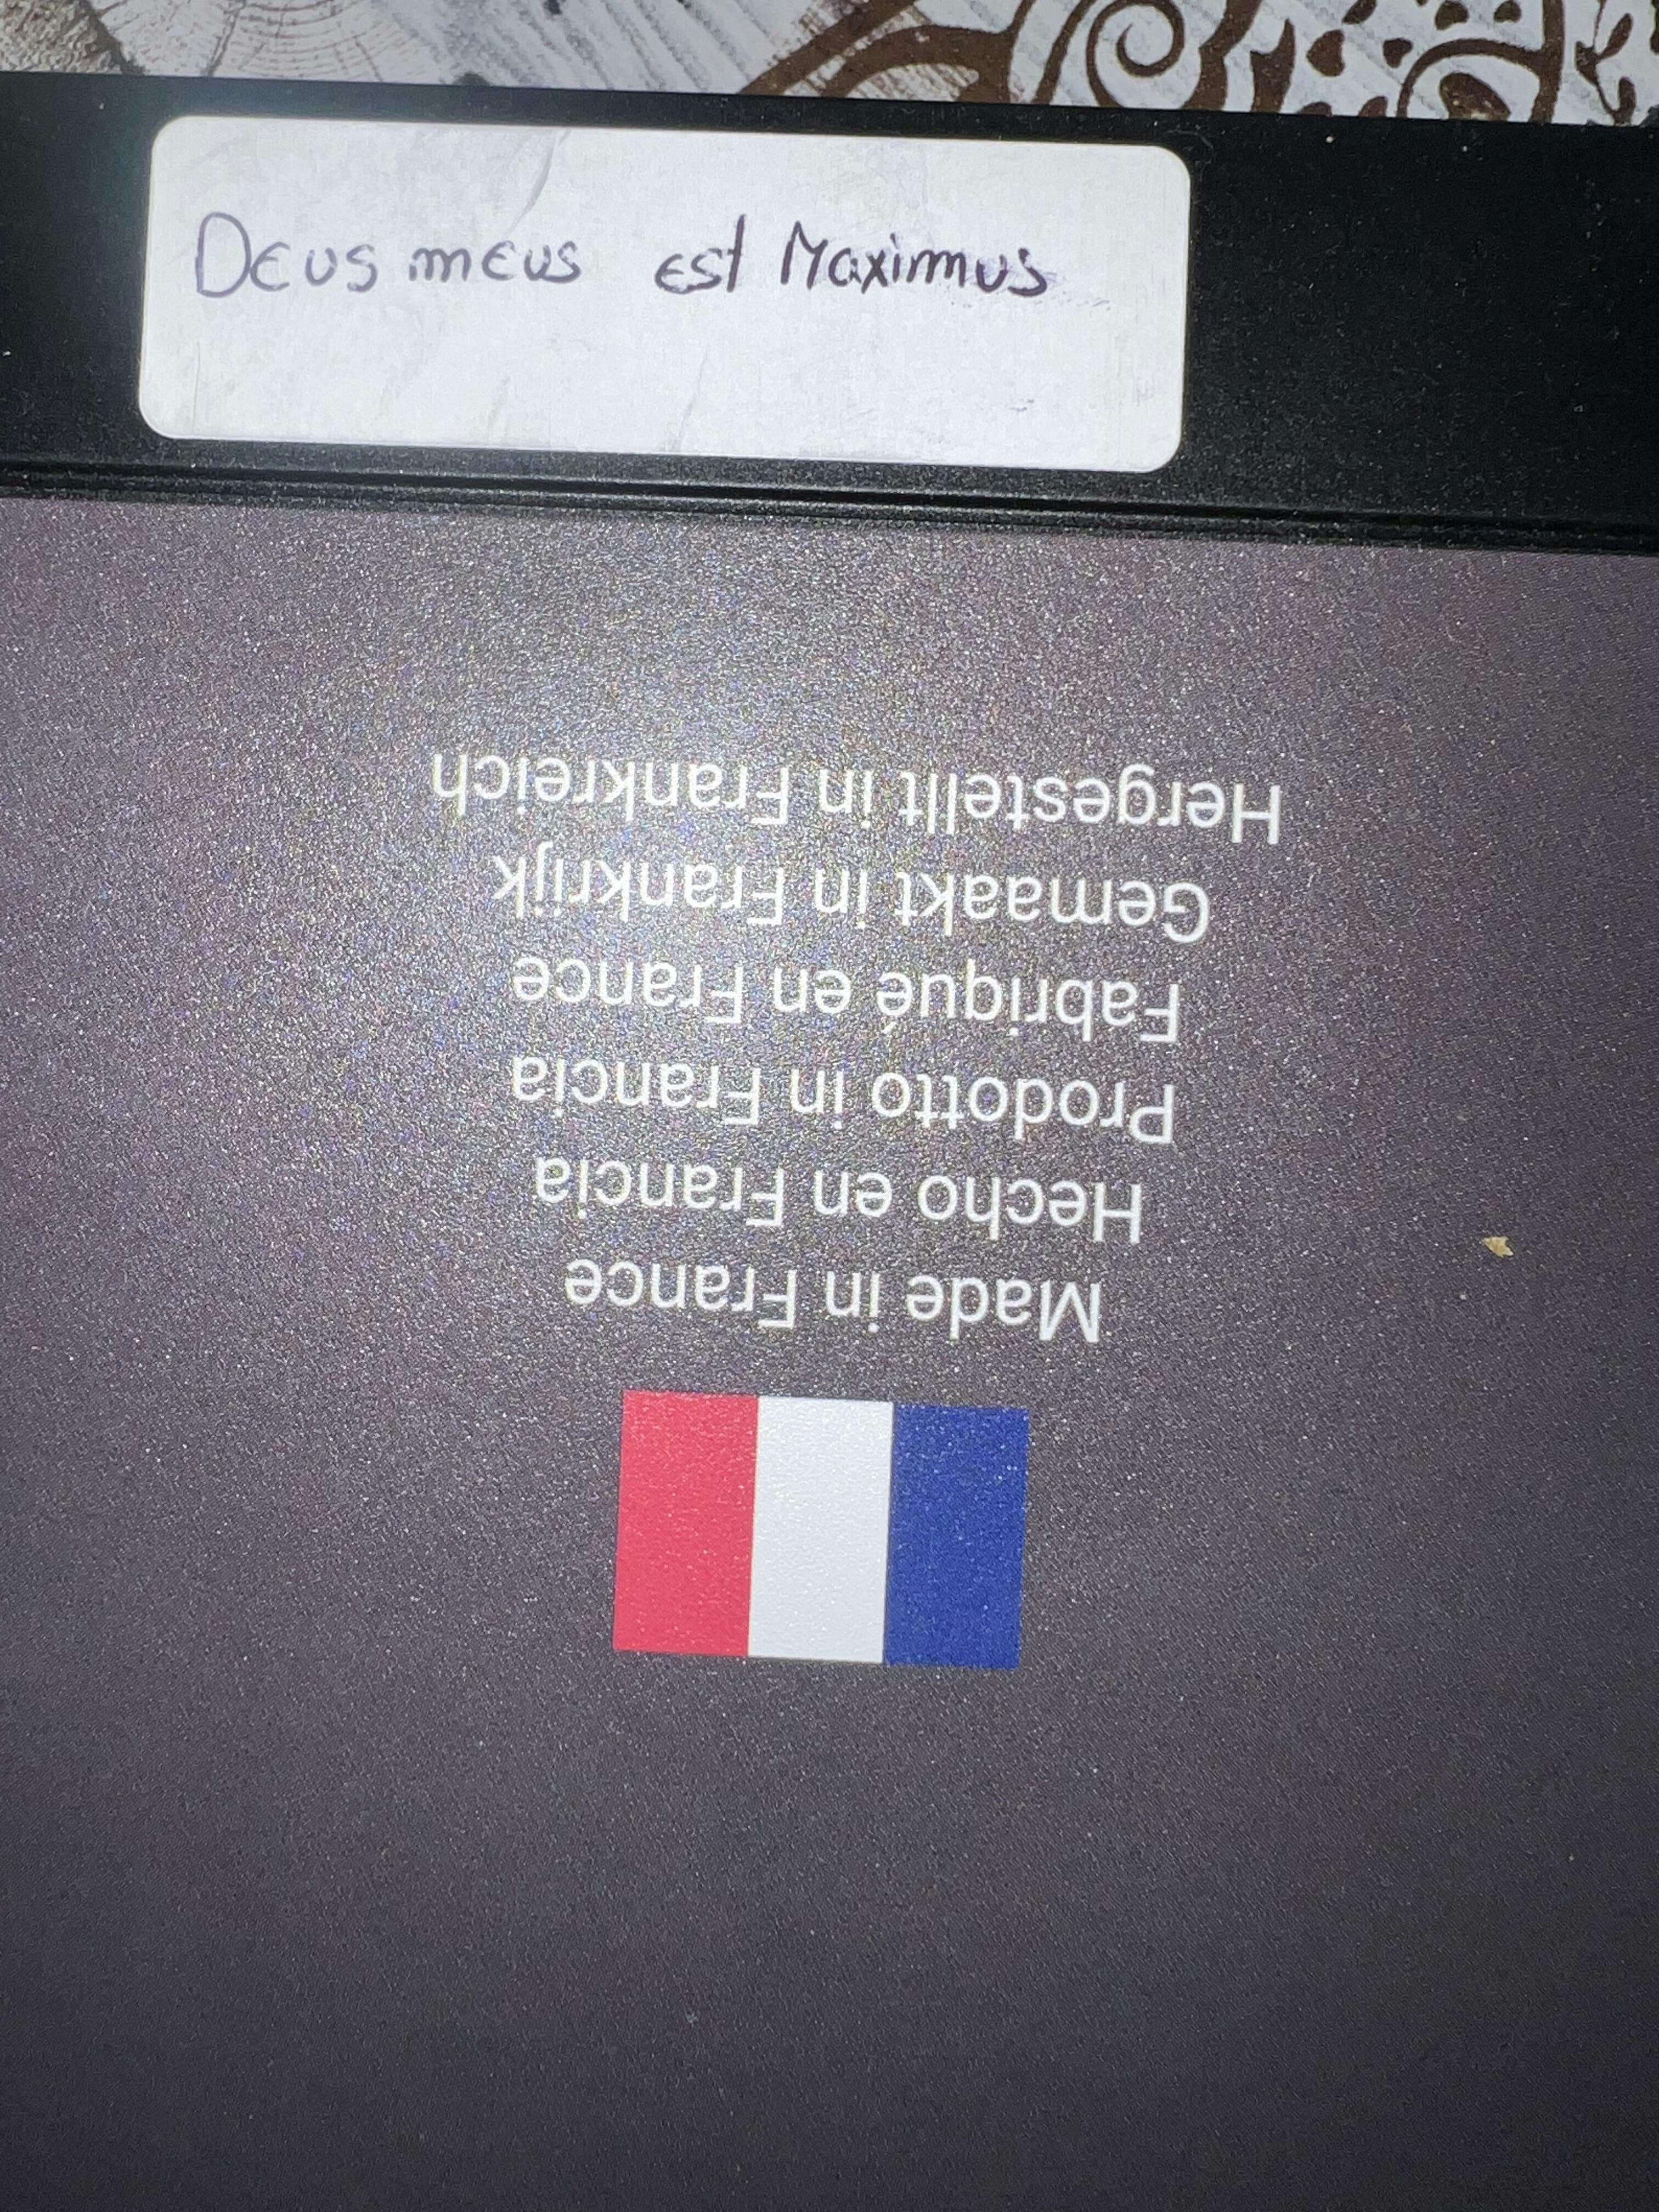 Deus meus est Maximus
Made in France
Hecho en Francia
Prodotto in Francia
Fabriqué en France
Gemaakt in Frankrijk
Hergestellt in Frankreich